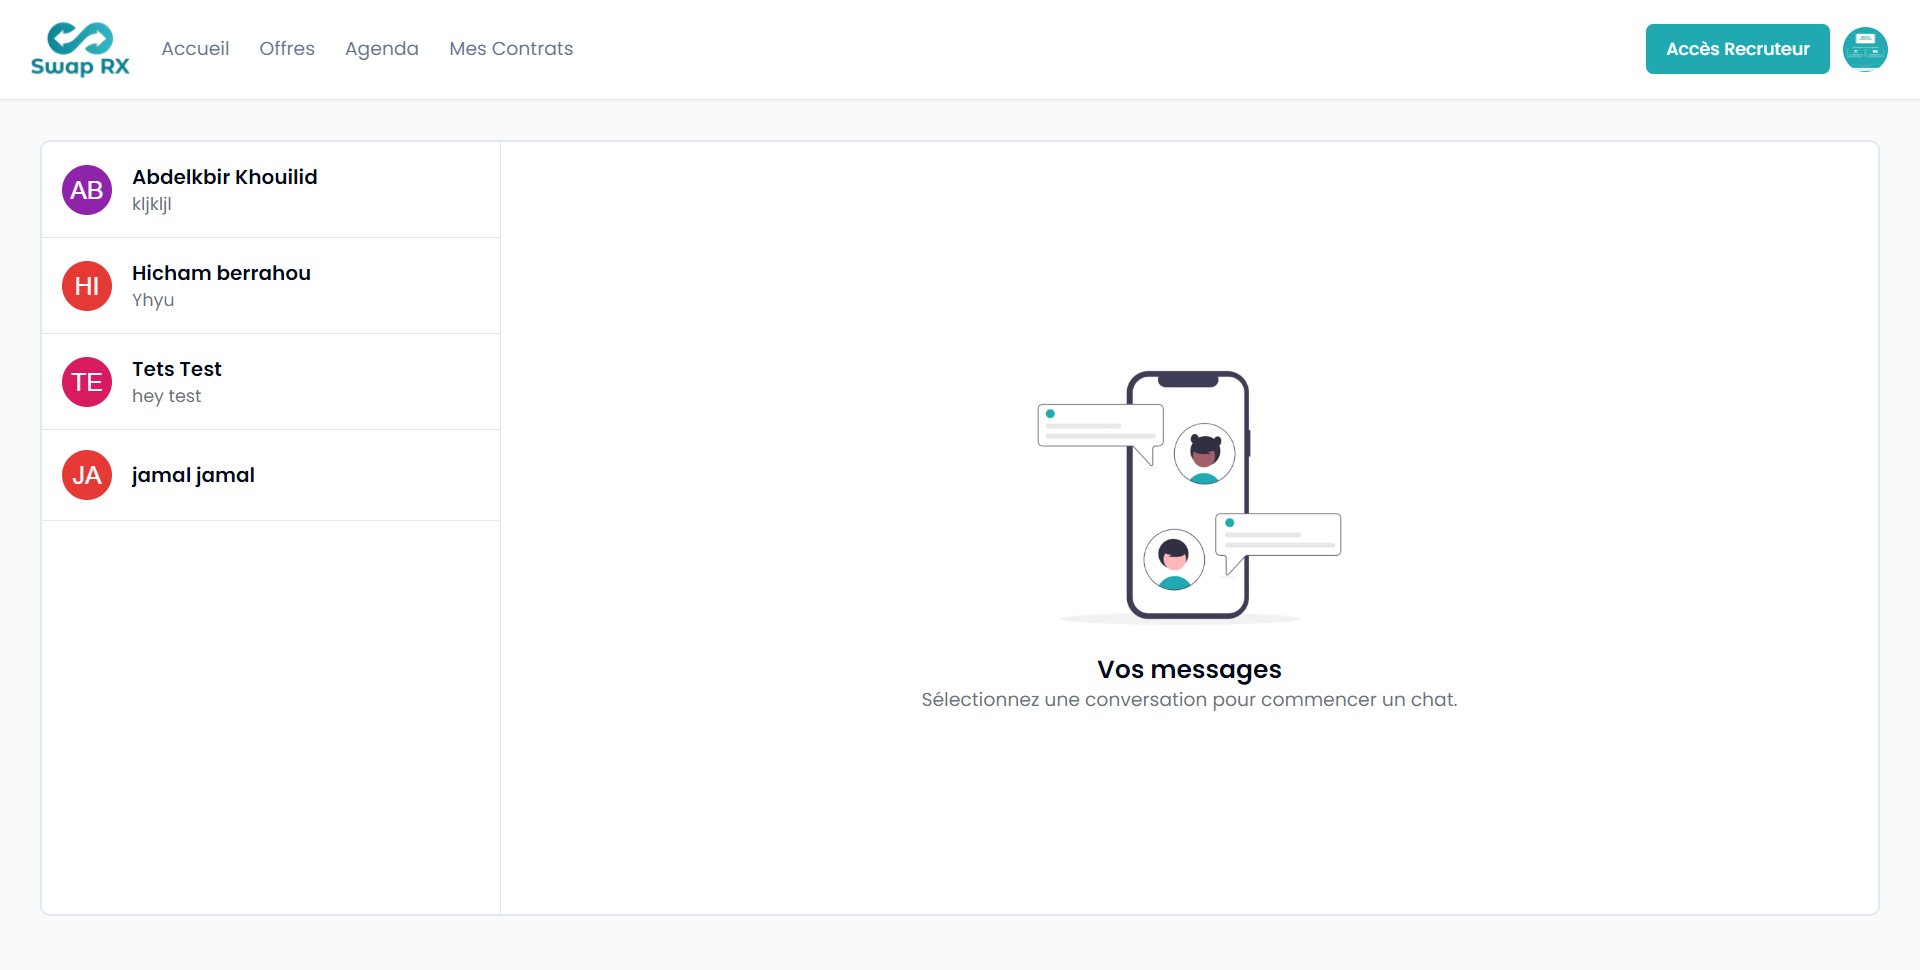 Swap RX
Accueil Offres Agenda Mes Contrats
Accès Recruteur
AB
Abdelkbir Khouilid
kljkljl
HI
Hicham berrahou
Yhyu
TE
Tets Test
hey test
JA
jamal jamal
Vos messages
Sélectionnez une conversation pour commencer un chat.